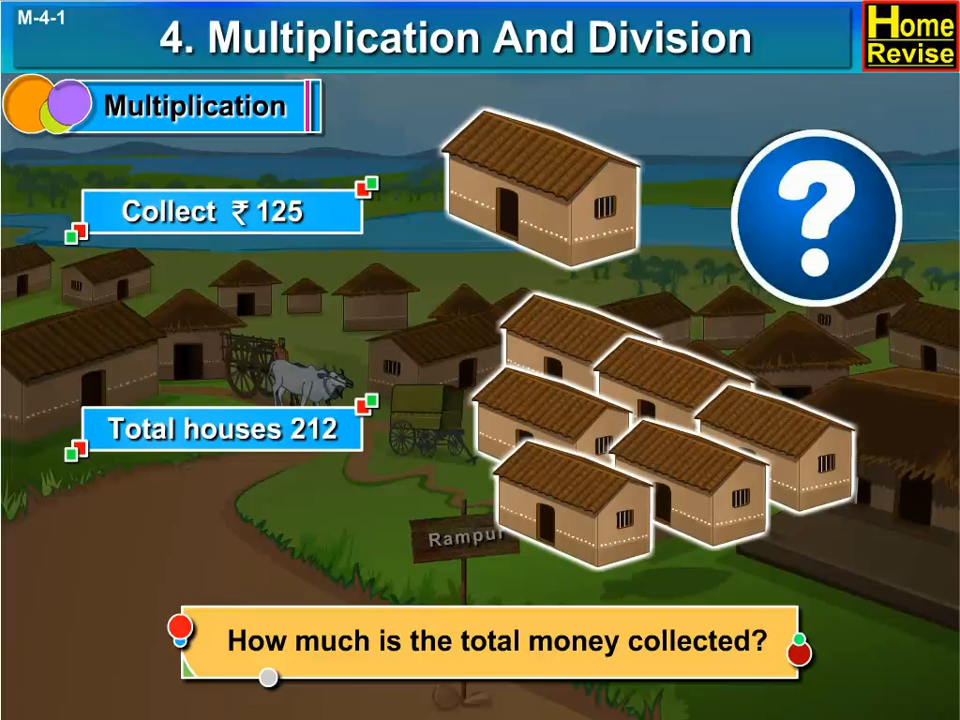 M-4-1
4. Multiplication And Division
Home
Revise
Multiplication
Collect ₹ 125
Total houses 212
Rampur
How much is the total money collected?